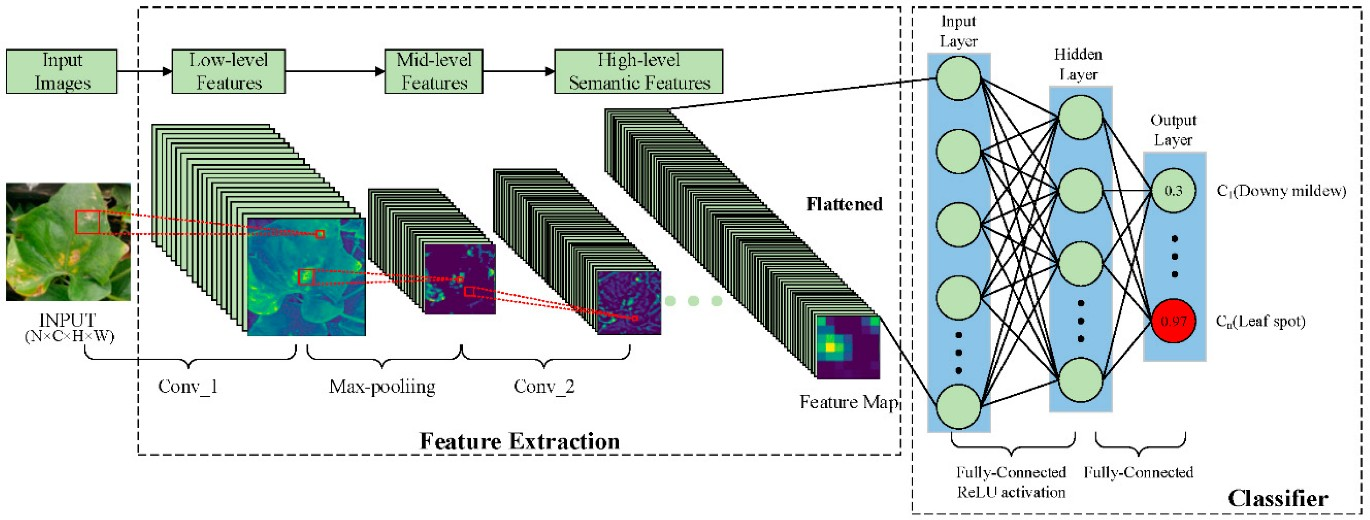 Input
Images
Low-level
Features
Mid-level
Features
High-level
Semantic Features
INPUT
(N×C×H×W)
Conv_1
Max-pooliing
Conv_2
Flattened
Feature Map
Feature Extraction
Input
Layer
Hidden
Layer
Output
Layer
0.3
C₁(Downy mildew)
0.97
Cₙ(Leaf spot)
Fully-Connected
ReLU activation
Fully-Connected
Classifier